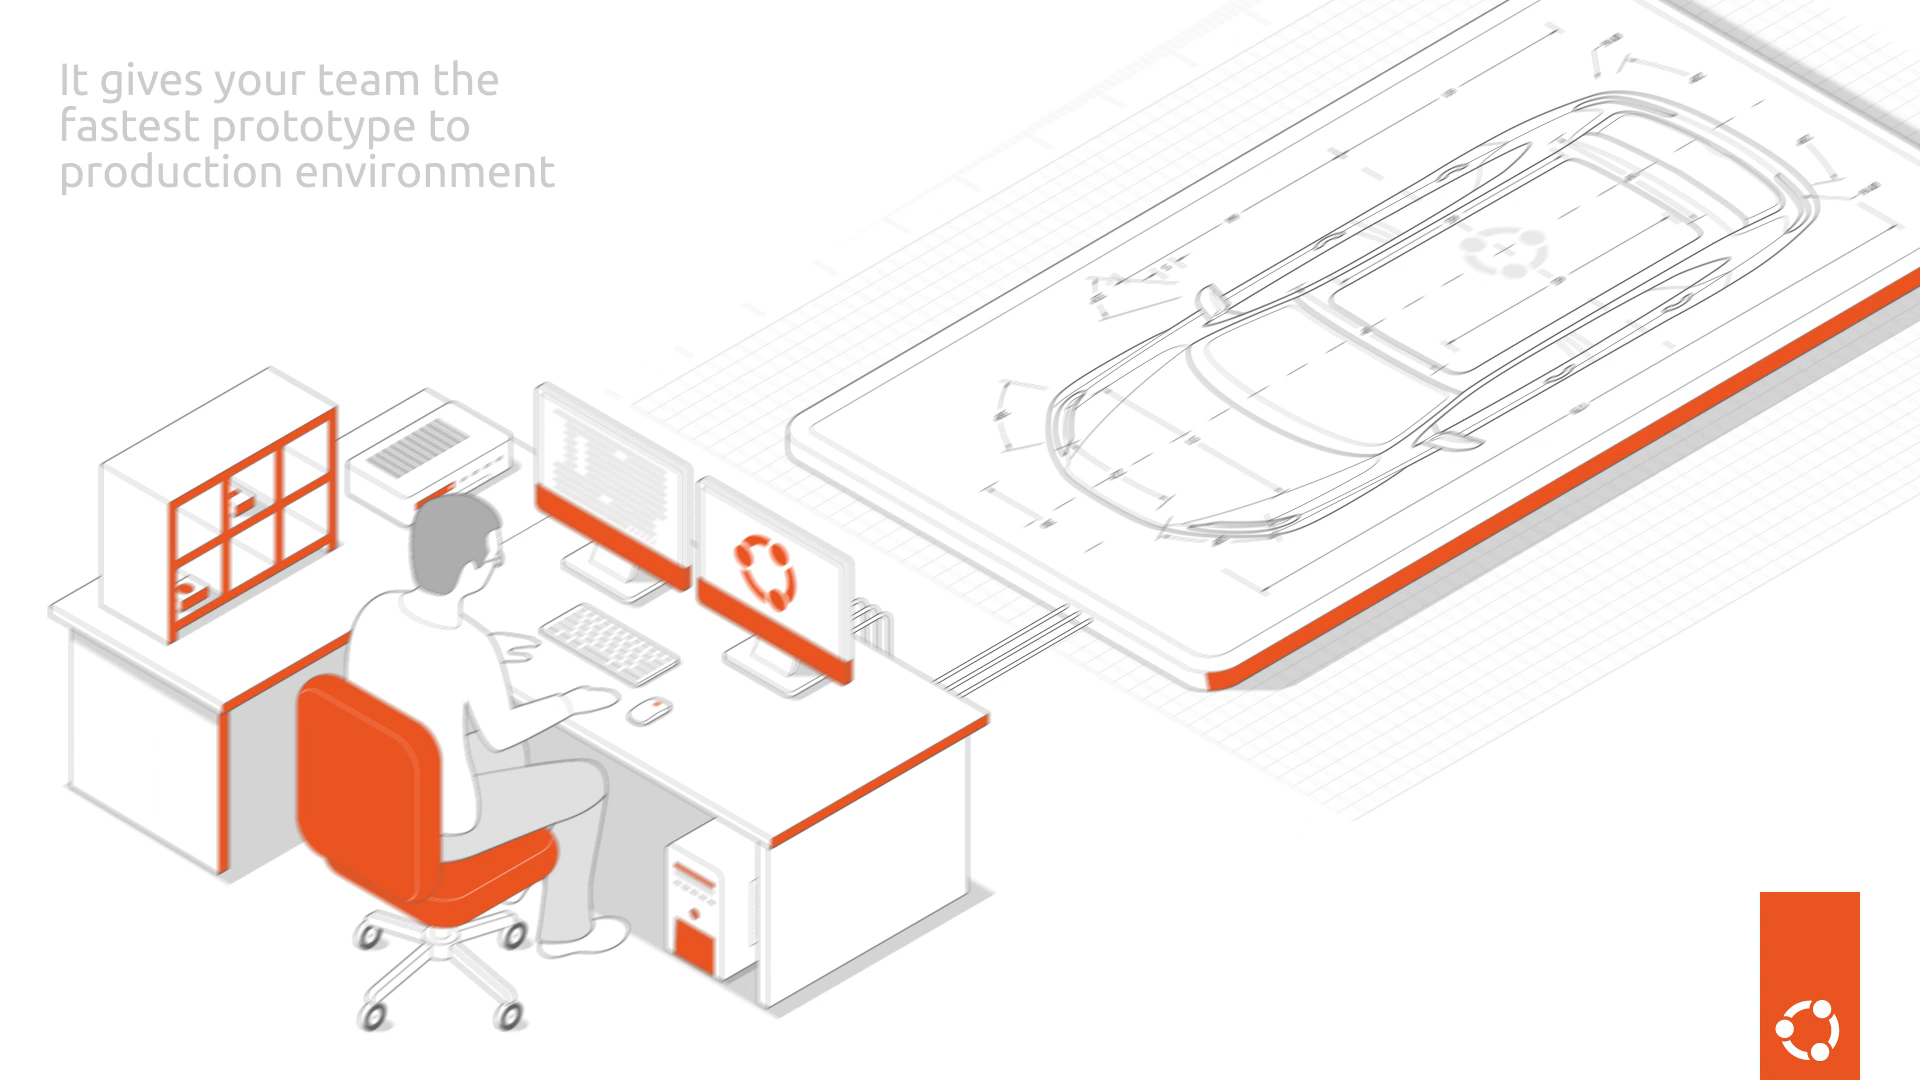 It gives your team the
fastest prototype to
production environment